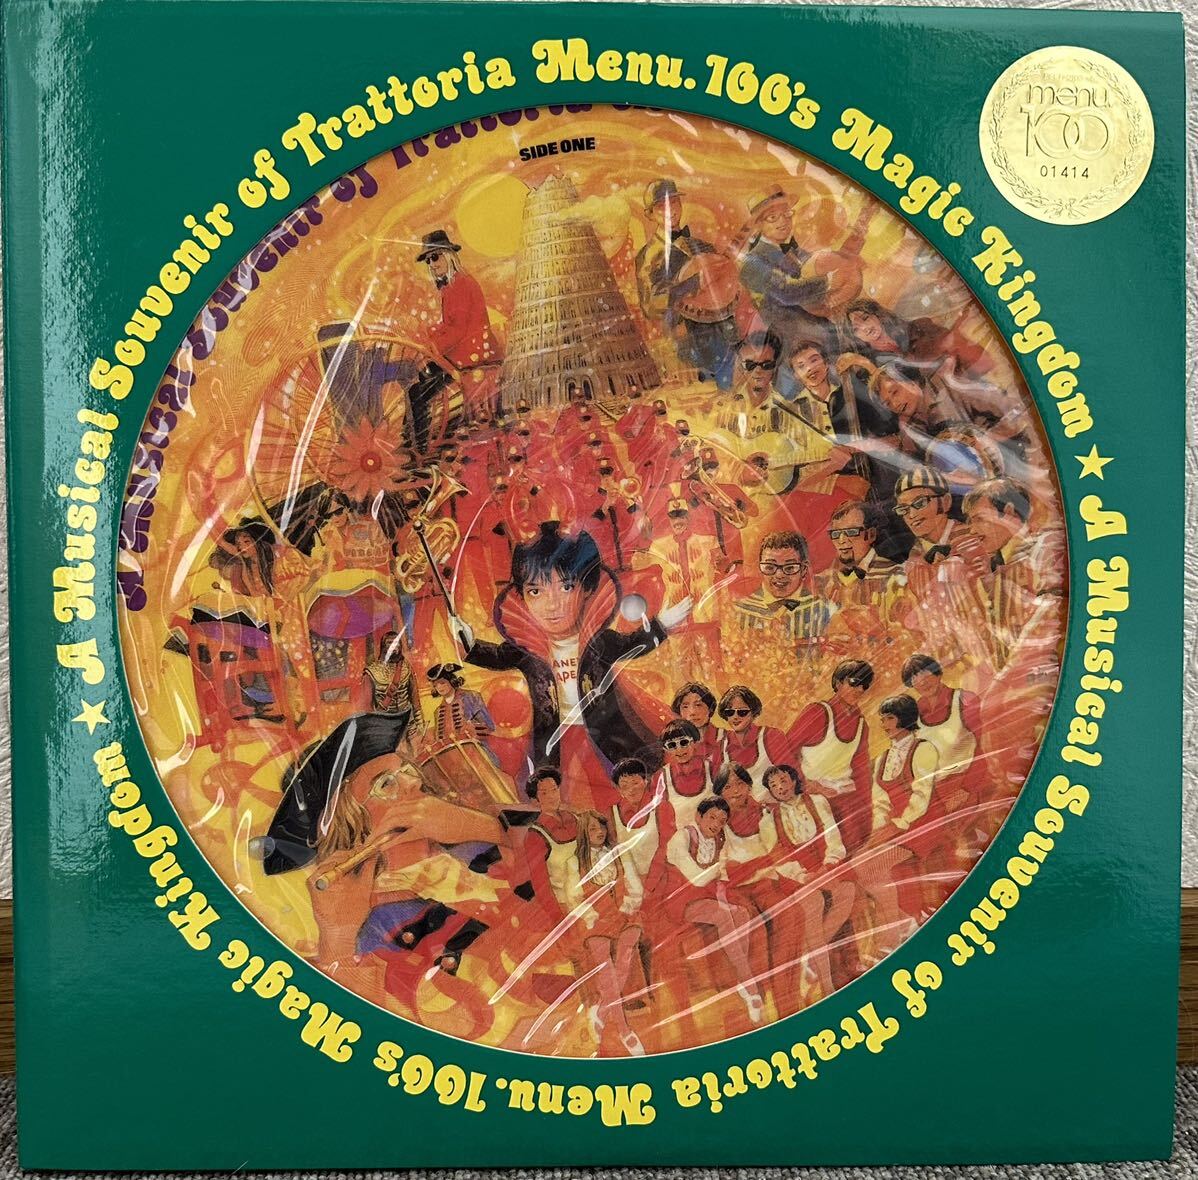 ★ A Musical Souvenir of Trattoria Menu.100's Magic Kingdom
★ A Musical Souvenir of Trattoria Menu.100's Magic Kingdom
menu.
100
01414
A Musical Souvenir of Trattoria
SIDE ONE